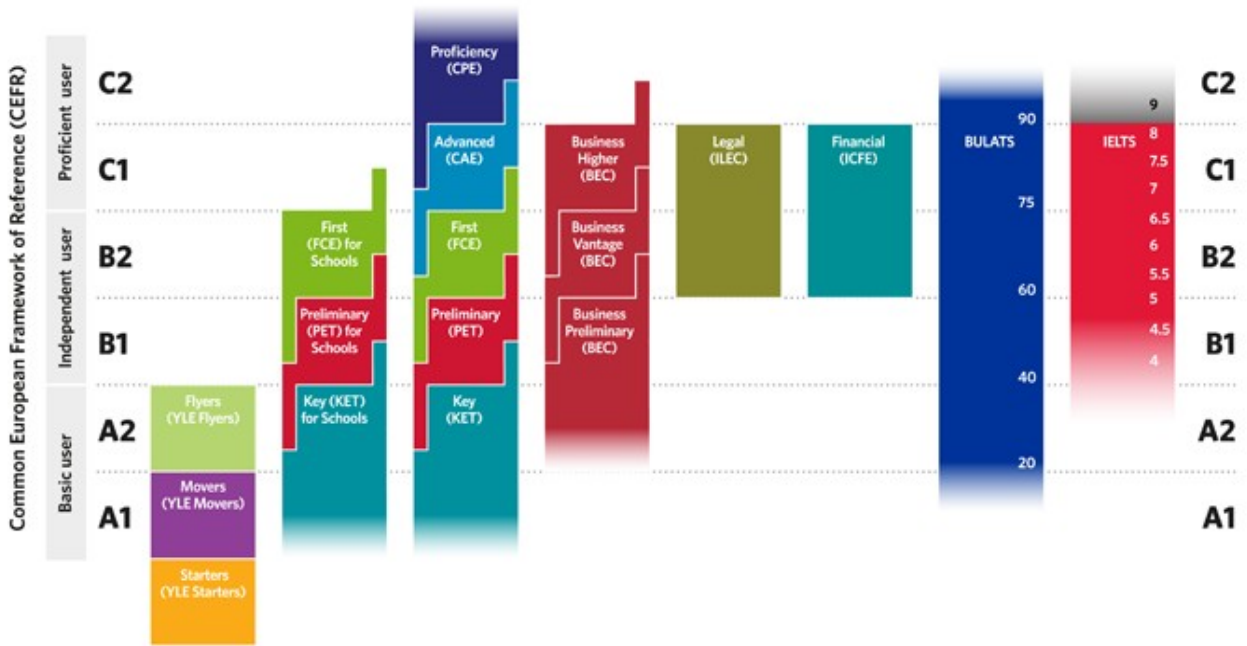 Common European Framework of Reference (CEFR)
Proficient user
Independent user
Basic user
C2
C1
B2
B1
A2
A1
Flyers
(YLE Flyers)
Movers
(YLE Movers)
Starters
(YLE Starters)
First
(FCE) for
Schools
Preliminary
(PET) for
Schools
Key (KET)
for Schools
Proficiency
(CPE)
Advanced
(CAE)
First
(FCE)
Preliminary
(PET)
Key
(KET)
Business
Higher
(BEC)
Business
Vantage
(BEC)
Business
Preliminary
(BEC)
Legal
(ILEC)
Financial
(ICFE)
BULATS
90
75
60
40
20
IELTS
9
8
7.5
7
6.5
6
5.5
5
4.5
4
C2
C1
B2
B1
A2
A1